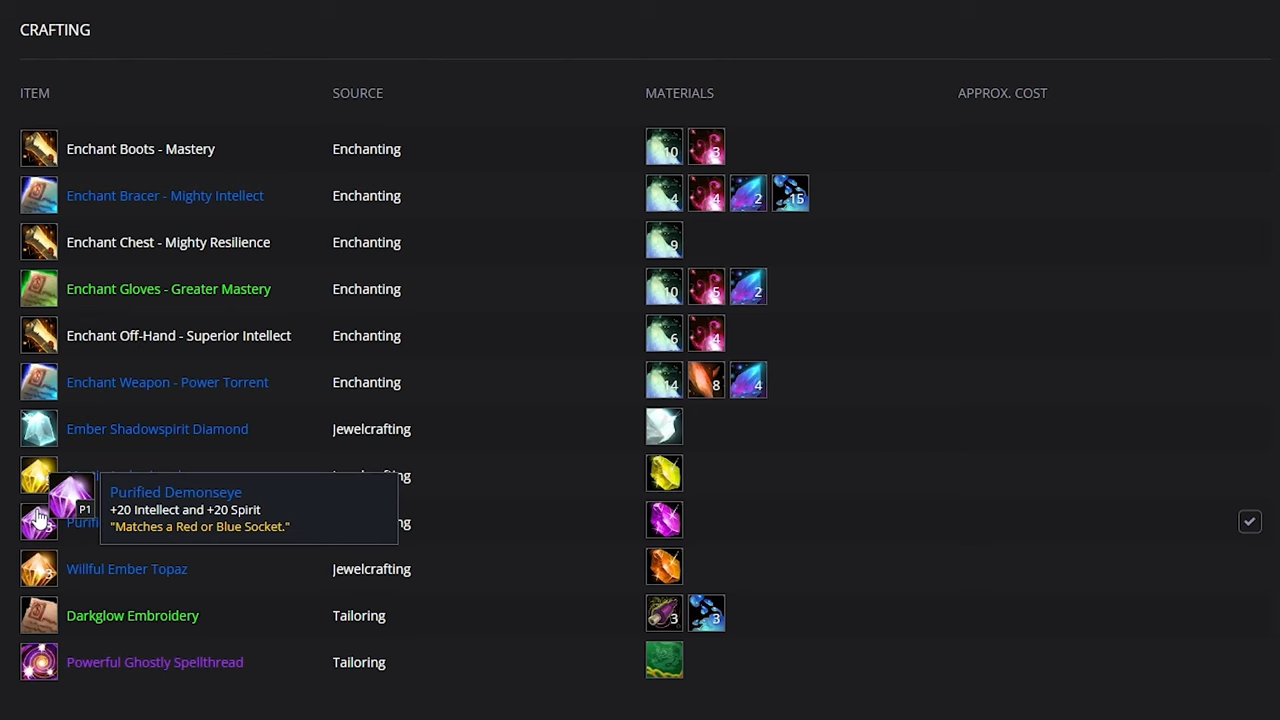 CRAFTING
ITEM SOURCE MATERIALS APPROX. COST
Enchant Boots - Mastery Enchanting 10 3
Enchant Bracer - Mighty Intellect Enchanting 4 4 2 15
Enchant Chest - Mighty Resilience Enchanting 9
Enchant Gloves - Greater Mastery Enchanting 10 5 2
Enchant Off-Hand - Superior Intellect Enchanting 6 4
Enchant Weapon - Power Torrent Enchanting 14 8 4
Ember Shadowspirit Diamond Jewelcrafting
Purified Demonseye
P1 +20 Intellect and +20 Spirit
"Matches a Red or Blue Socket."
3 Purifi ng
3 Willful Ember Topaz Jewelcrafting
Darkglow Embroidery Tailoring 3 3
Powerful Ghostly Spellthread Tailoring